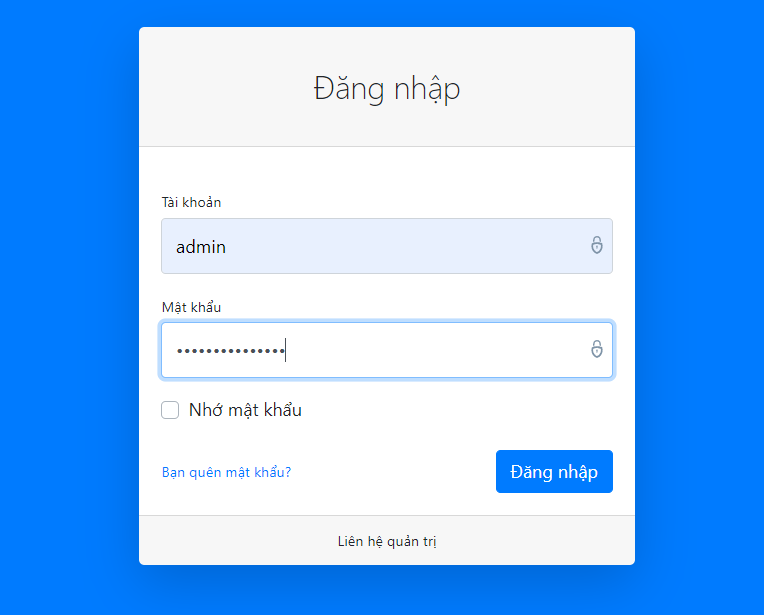 Đăng nhập
Tài khoản
admin
Mật khẩu
•••••••••••••••
Nhớ mật khẩu
Bạn quên mật khẩu?
Đăng nhập
Liên hệ quản trị